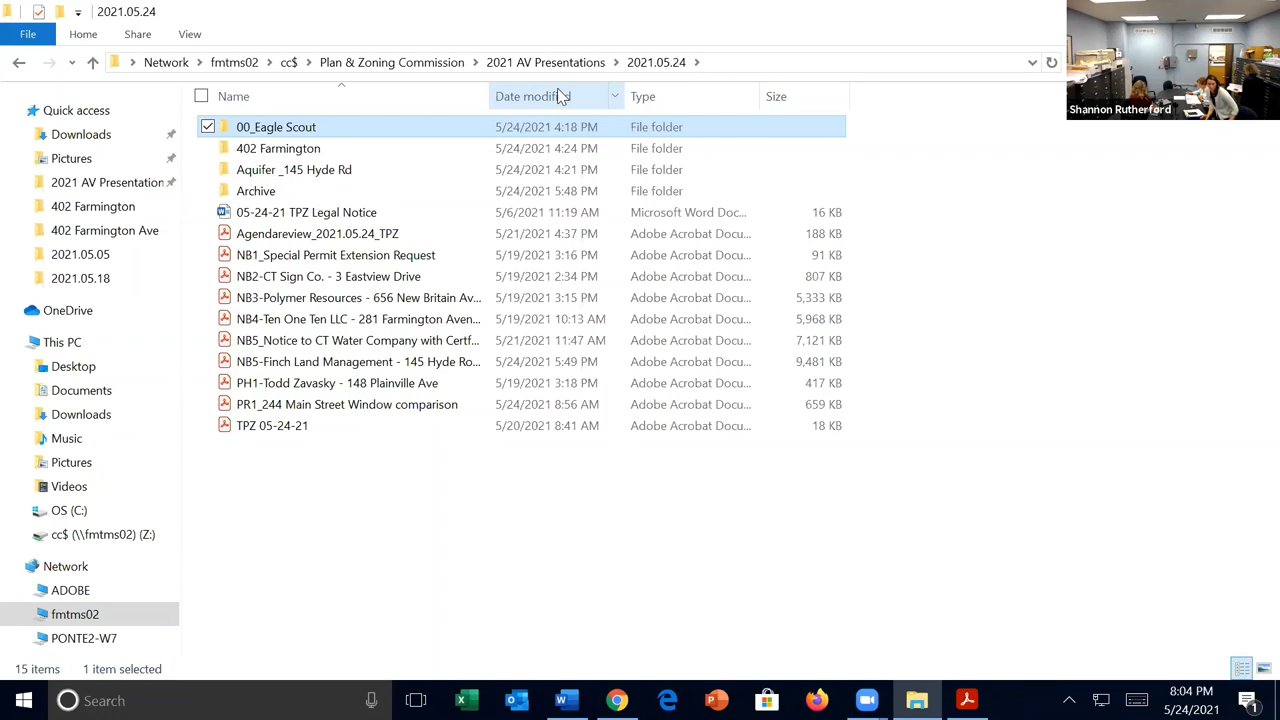 2021.05.24
File Home Share View
Network fmtms02 cc$ Plan & Zoning Commission 2021 AV Presentations 2021.05.24
Name Date modified Type Size
Shannon Rutherford
Quick access
Downloads
Pictures
2021 AV Presentation
402 Farmington
402 Farmington Ave
2021.05.05
2021.05.18
OneDrive
This PC
Desktop
Documents
Downloads
Music
Pictures
Videos
OS (C:)
cc$ (\\fmtms02) (Z:)
Network
ADOBE
fmtms02
PONTE2-W7
00_Eagle Scout 5/24/2021 4:18 PM File folder
402 Farmington 5/24/2021 4:24 PM File folder
Aquifer _145 Hyde Rd 5/24/2021 4:21 PM File folder
Archive 5/24/2021 5:48 PM File folder
05-24-21 TPZ Legal Notice 5/6/2021 11:19 AM Microsoft Word Doc... 16 KB
Agendareview_2021.05.24_TPZ 5/21/2021 4:37 PM Adobe Acrobat Docu... 188 KB
NB1_Special Permit Extension Request 5/19/2021 3:16 PM Adobe Acrobat Docu... 91 KB
NB2-CT Sign Co. - 3 Eastview Drive 5/19/2021 2:34 PM Adobe Acrobat Docu... 807 KB
NB3-Polymer Resources - 656 New Britain Av... 5/19/2021 3:15 PM Adobe Acrobat Docu... 5,333 KB
NB4-Ten One Ten LLC - 281 Farmington Aven... 5/19/2021 10:13 AM Adobe Acrobat Docu... 5,968 KB
NB5_Notice to CT Water Company with Certf... 5/21/2021 11:47 AM Adobe Acrobat Docu... 7,121 KB
NB5-Finch Land Management - 145 Hyde Ro... 5/24/2021 5:49 PM Adobe Acrobat Docu... 9,481 KB
PH1-Todd Zavasky - 148 Plainville Ave 5/19/2021 3:18 PM Adobe Acrobat Docu... 417 KB
PR1_244 Main Street Window comparison 5/24/2021 8:56 AM Adobe Acrobat Docu... 659 KB
TPZ 05-24-21 5/20/2021 8:41 AM Adobe Acrobat Docu... 18 KB
15 items 1 item selected
Search
8:04 PM
5/24/2021
1